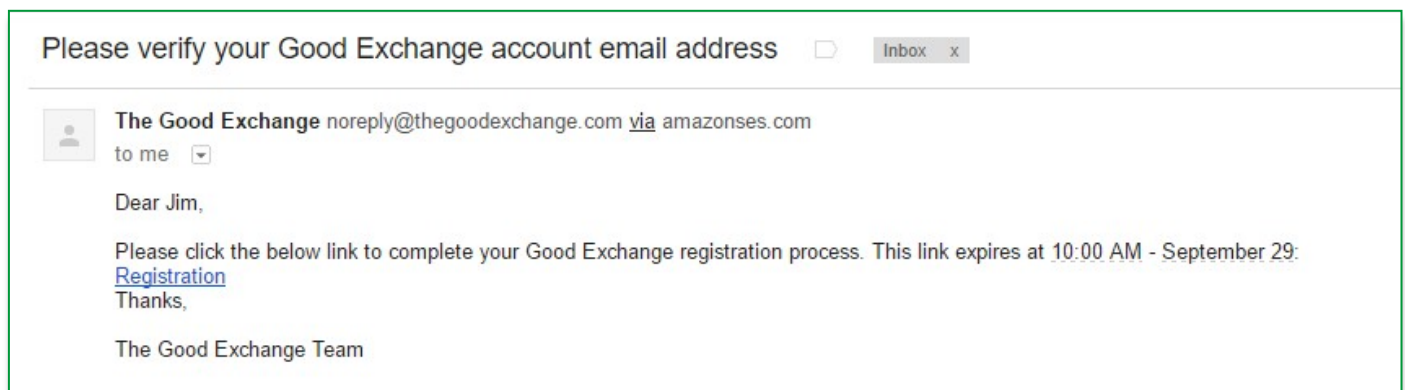 Please verify your Good Exchange account email address Inbox x
The Good Exchange noreply@thegoodexchange.com via amazonses.com
to me
Dear Jim,
Please click the below link to complete your Good Exchange registration process. This link expires at 10:00 AM - September 29:
Registration
Thanks,
The Good Exchange Team